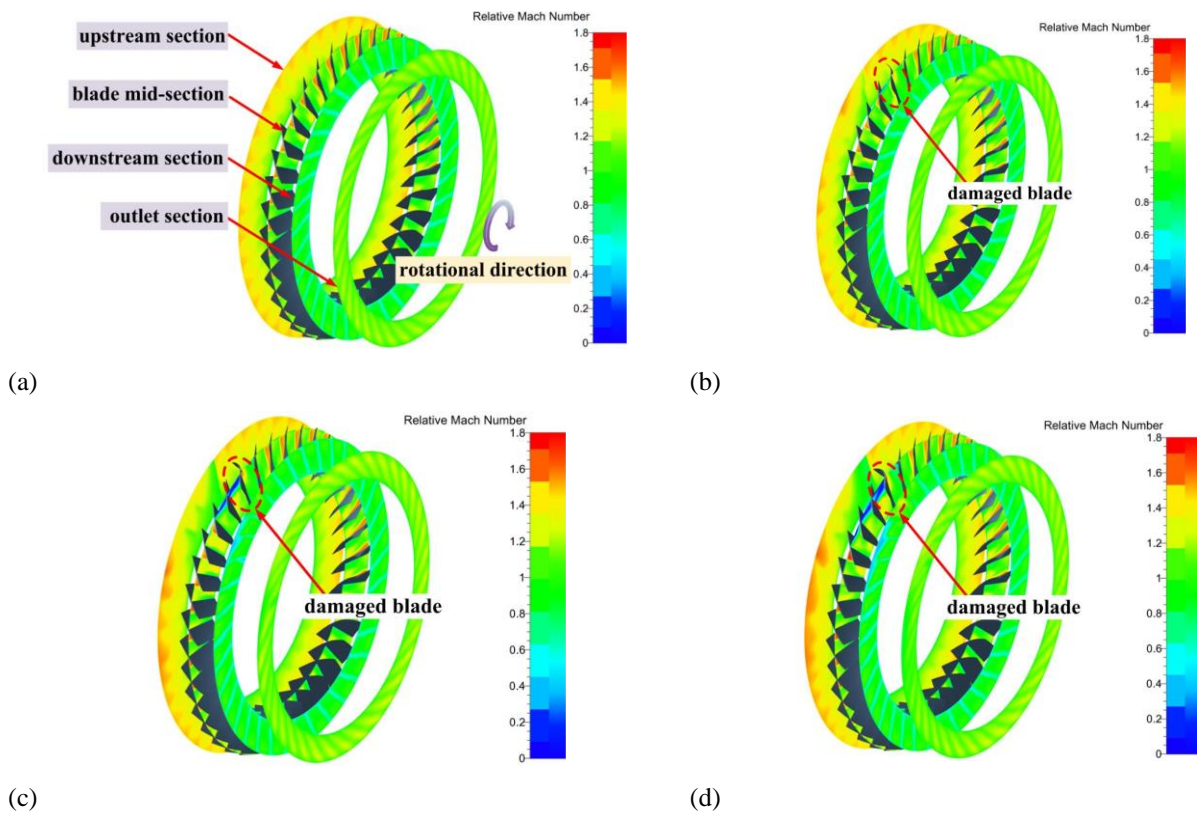 Relative Mach Number
upstream section
blade mid-section
downstream section
outlet section
rotational direction
1.8
1.6
1.4
1.2
1
0.8
0.6
0.4
0.2
0
(a)
Relative Mach Number
damaged blade
1.8
1.6
1.4
1.2
1
0.8
0.6
0.4
0.2
0
(b)
Relative Mach Number
damaged blade
1.8
1.6
1.4
1.2
1
0.8
0.6
0.4
0.2
0
(c)
Relative Mach Number
damaged blade
1.8
1.6
1.4
1.2
1
0.8
0.6
0.4
0.2
0
(d)